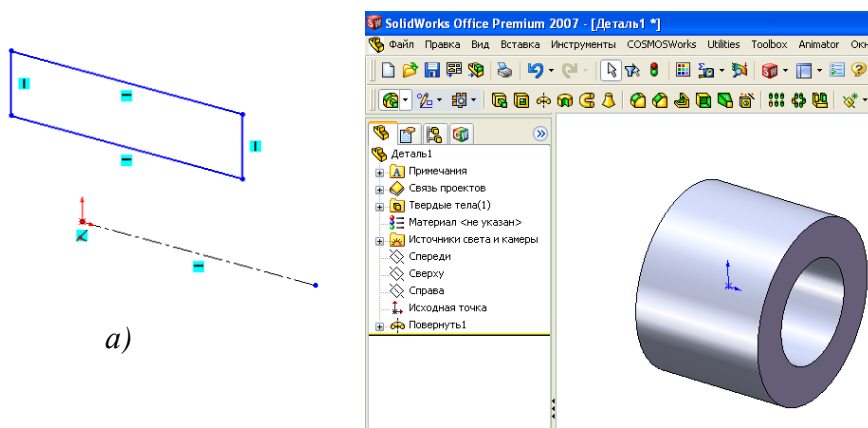 а)
SolidWorks Office Premium 2007 - [Деталь1 *]
Файл Правка Вид Вставка Инструменты COSMOSWorks Utilities Toolbox Animator Окн
Деталь1
Примечания
Связь проектов
Твердые тела(1)
Материал <не указан>
Источники света и камеры
Спереди
Сверху
Справа
Исходная точка
Повернуть1